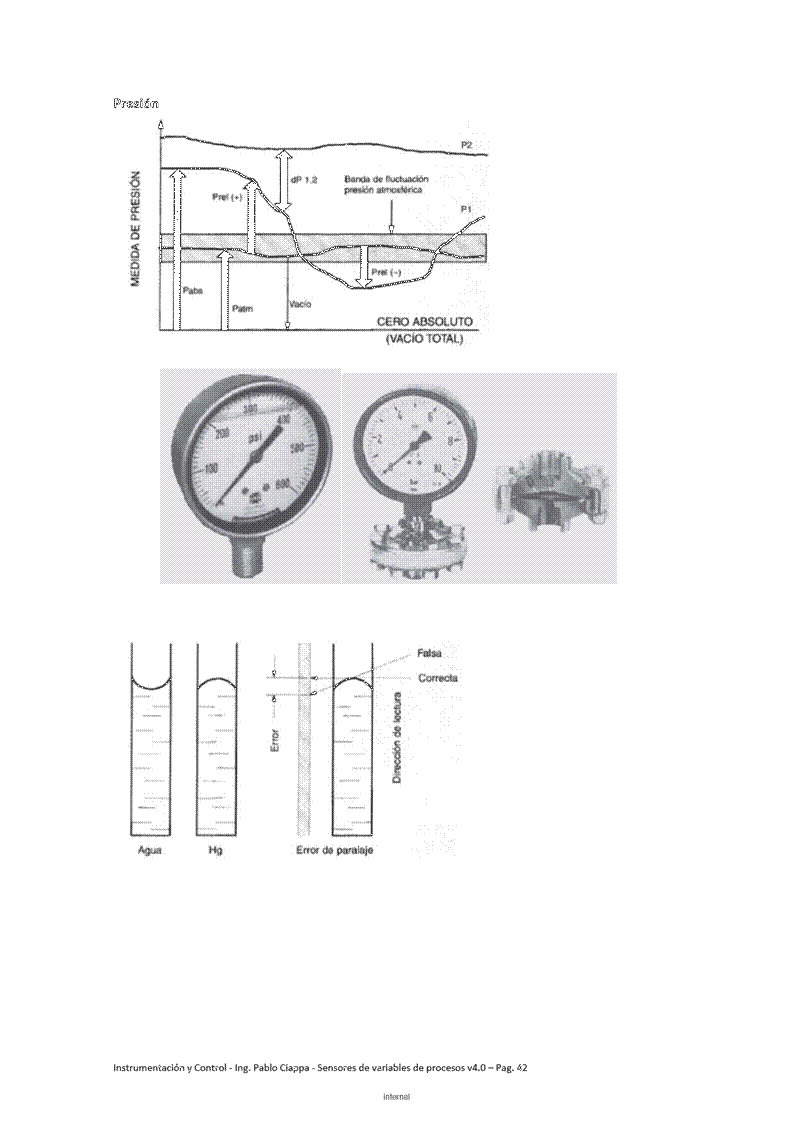 Presión
P2
dP 1,2
Banda de fluctuación
presión atmosférica
Prel (+)
P1
MEDIDA DE PRESIÓN
Prel (−)
Pabs
Patm
Vacío
CERO ABSOLUTO
(VACÍO TOTAL)
300
400
200
psi
500
100
600
4
6
2
8
0
10
bar
Falsa
Correcta
Error
Dirección de lectura
Agua
Hg
Error de paralaje
Instrumentación y Control - Ing. Pablo Ciappa - Sensores de variables de procesos v4.0 – Pag. 42
Internal